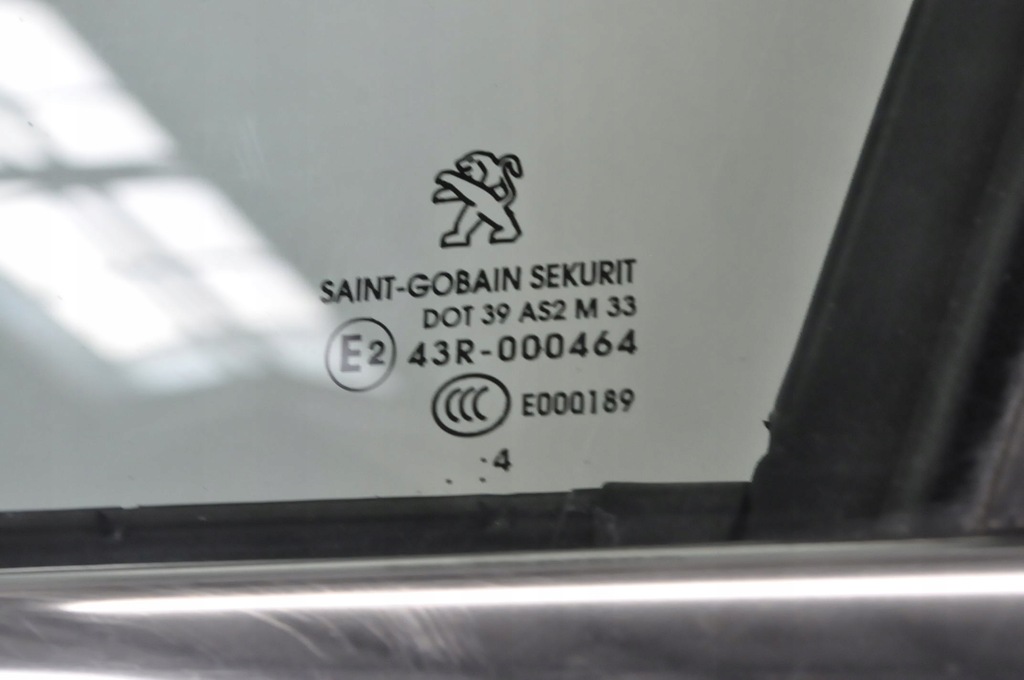 SAINT-GOBAIN SEKURIT
DOT 39 AS2 M 33
E2 43R-000464
CCC E000189
. .. 4